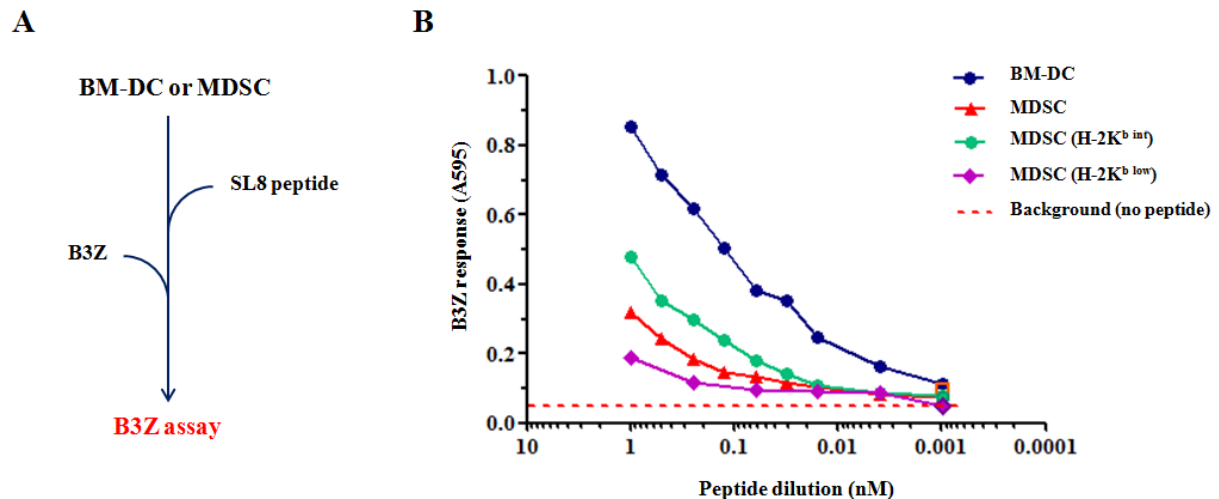 A
BM-DC or MDSC
SL8 peptide
B3Z
B3Z assay
B
B3Z response (A595)
1.0
0.8
0.6
0.4
0.2
0.0
10
1
0.1
0.01
0.001
0.0001
Peptide dilution (nM)
BM-DC
MDSC
MDSC (H-2K^b int)
MDSC (H-2K^b low)
Background (no peptide)